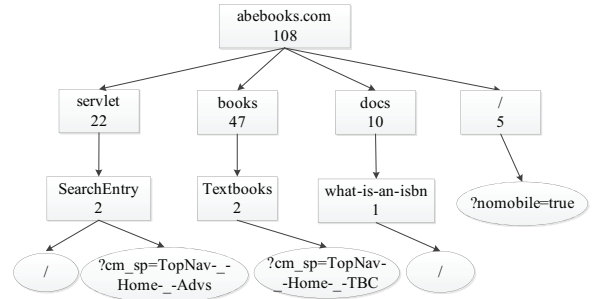 abebooks.com
108
servlet
22
books
47
docs
10
/
5
SearchEntry
2
Textbooks
2
what-is-an-isbn
1
?nomobile=true
/
?cm_sp=TopNav-_-
Home-_-Advs
?cm_sp=TopNav-
_-Home-_-TBC
/